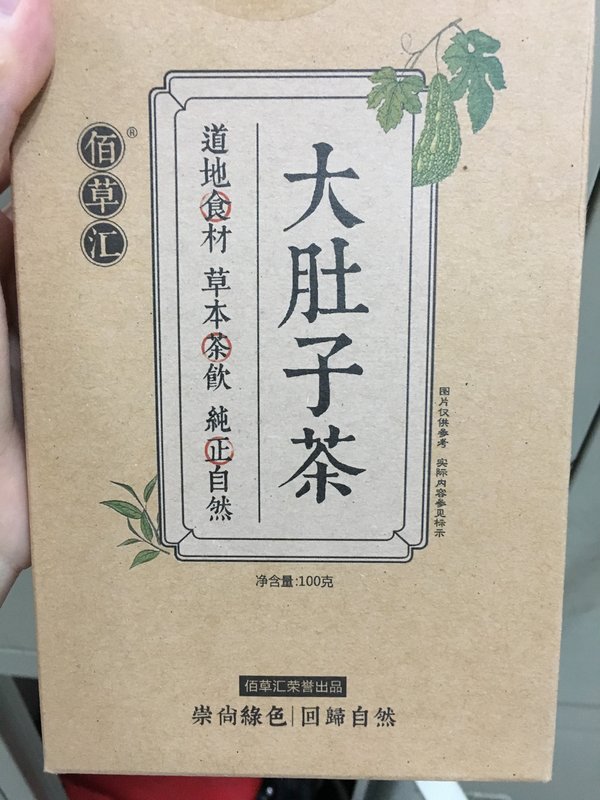 佰草汇®
大肚子茶
道地食材 草本茶飲 純正自然
图片仅供参考 实际内容参见标示
净含量:100克
佰草汇荣誉出品
崇尚綠色|回歸自然